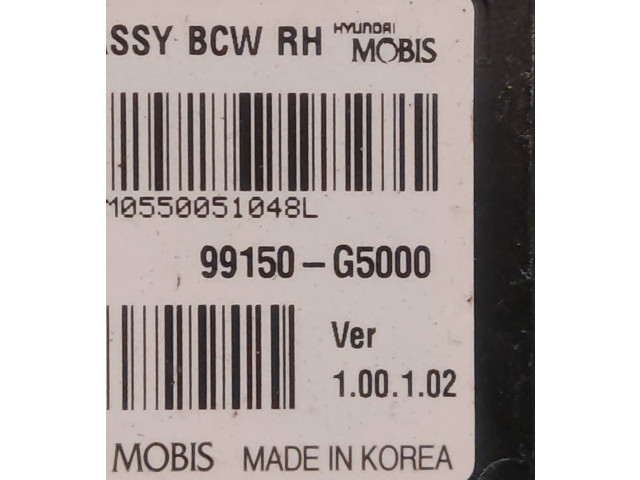 ASSY BCW RH HYUNDAI MOBIS
M0550051048L
99150-G5000
Ver
1.00.1.02
MOBIS MADE IN KOREA